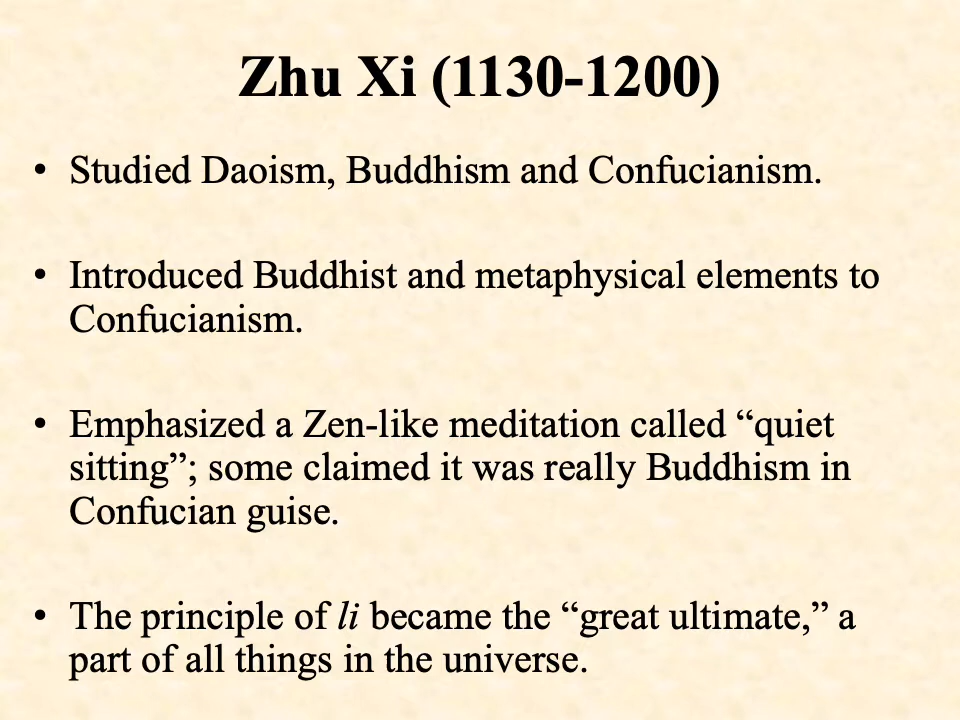 Zhu Xi (1130-1200)
• Studied Daoism, Buddhism and Confucianism.
• Introduced Buddhist and metaphysical elements to
Confucianism.
• Emphasized a Zen-like meditation called “quiet
sitting”; some claimed it was really Buddhism in
Confucian guise.
• The principle of li became the “great ultimate,” a
part of all things in the universe.